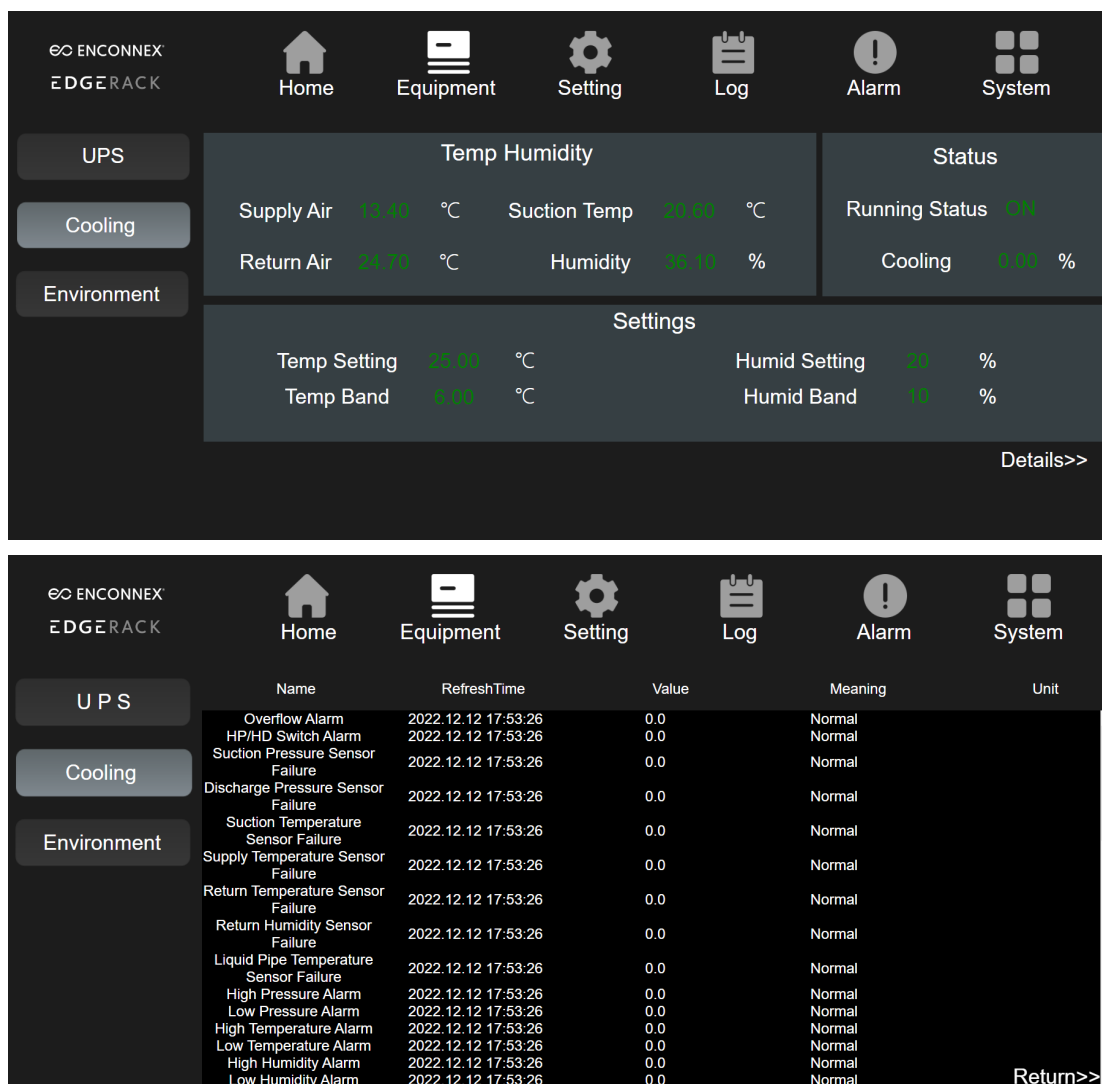 ENCONNEX
EDGERACK
Home Equipment Setting Log Alarm System
UPS
Cooling
Environment
Temp Humidity
Supply Air 13.40 ℃ Suction Temp 20.60 ℃
Return Air 24.70 ℃ Humidity 36.10 %
Status
Running Status ON
Cooling 0.00 %
Settings
Temp Setting 25.00 ℃ Humid Setting 20 %
Temp Band 6.00 ℃ Humid Band 10 %
Details>>
ENCONNEX
EDGERACK
Home Equipment Setting Log Alarm System
U P S
Cooling
Environment
Name RefreshTime Value Meaning Unit
Overflow Alarm 2022.12.12 17:53:26 0.0 Normal
HP/HD Switch Alarm 2022.12.12 17:53:26 0.0 Normal
Suction Pressure Sensor
Failure 2022.12.12 17:53:26 0.0 Normal
Discharge Pressure Sensor
Failure 2022.12.12 17:53:26 0.0 Normal
Suction Temperature
Sensor Failure 2022.12.12 17:53:26 0.0 Normal
Supply Temperature Sensor
Failure 2022.12.12 17:53:26 0.0 Normal
Return Temperature Sensor
Failure 2022.12.12 17:53:26 0.0 Normal
Return Humidity Sensor
Failure 2022.12.12 17:53:26 0.0 Normal
Liquid Pipe Temperature
Sensor Failure 2022.12.12 17:53:26 0.0 Normal
High Pressure Alarm 2022.12.12 17:53:26 0.0 Normal
Low Pressure Alarm 2022.12.12 17:53:26 0.0 Normal
High Temperature Alarm 2022.12.12 17:53:26 0.0 Normal
Low Temperature Alarm 2022.12.12 17:53:26 0.0 Normal
High Humidity Alarm 2022.12.12 17:53:26 0.0 Normal
Low Humidity Alarm 2022.12.12 17:53:26 0.0 Normal
Return>>